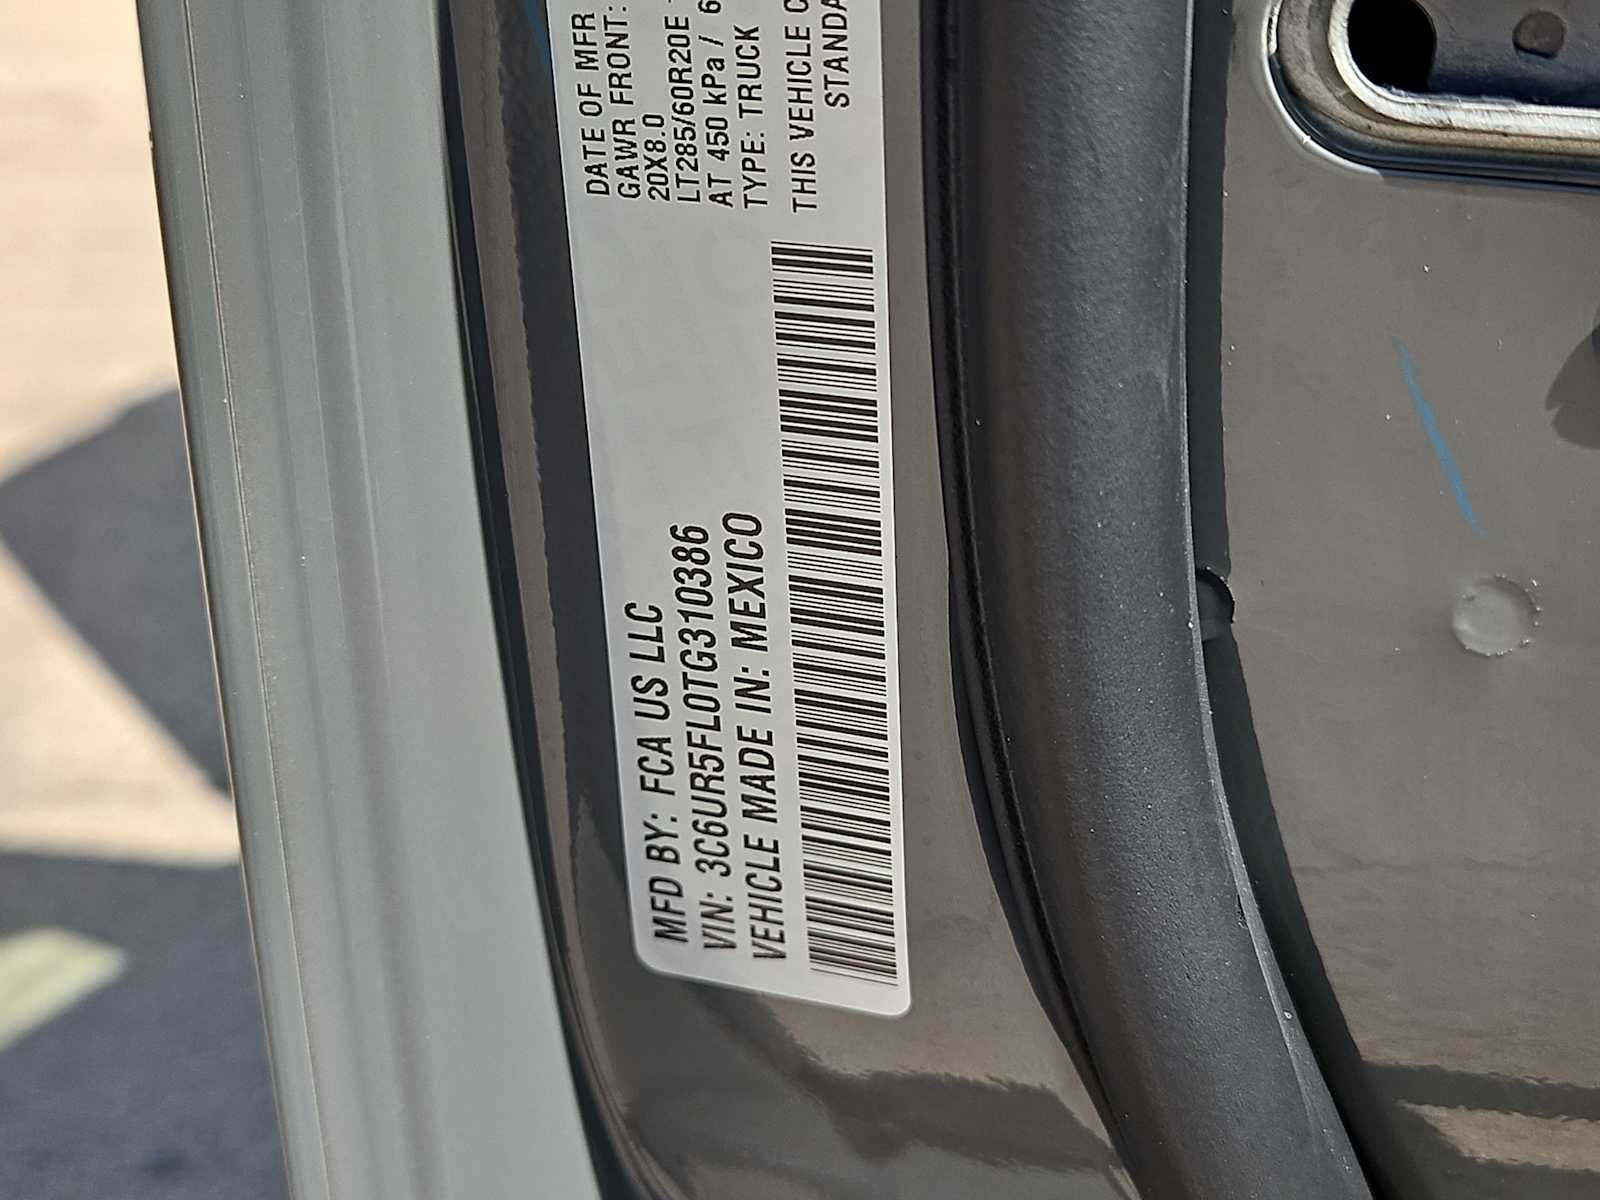 MFD BY: FCA US LLC
VIN: 3C6UR5FL0TG310386
VEHICLE MADE IN: MEXICO
DATE OF MFR
GAWR FRONT:
20X8.0
LT285/60R20E
AT 450 kPa / 6
TYPE: TRUCK
THIS VEHICLE C
STANDA